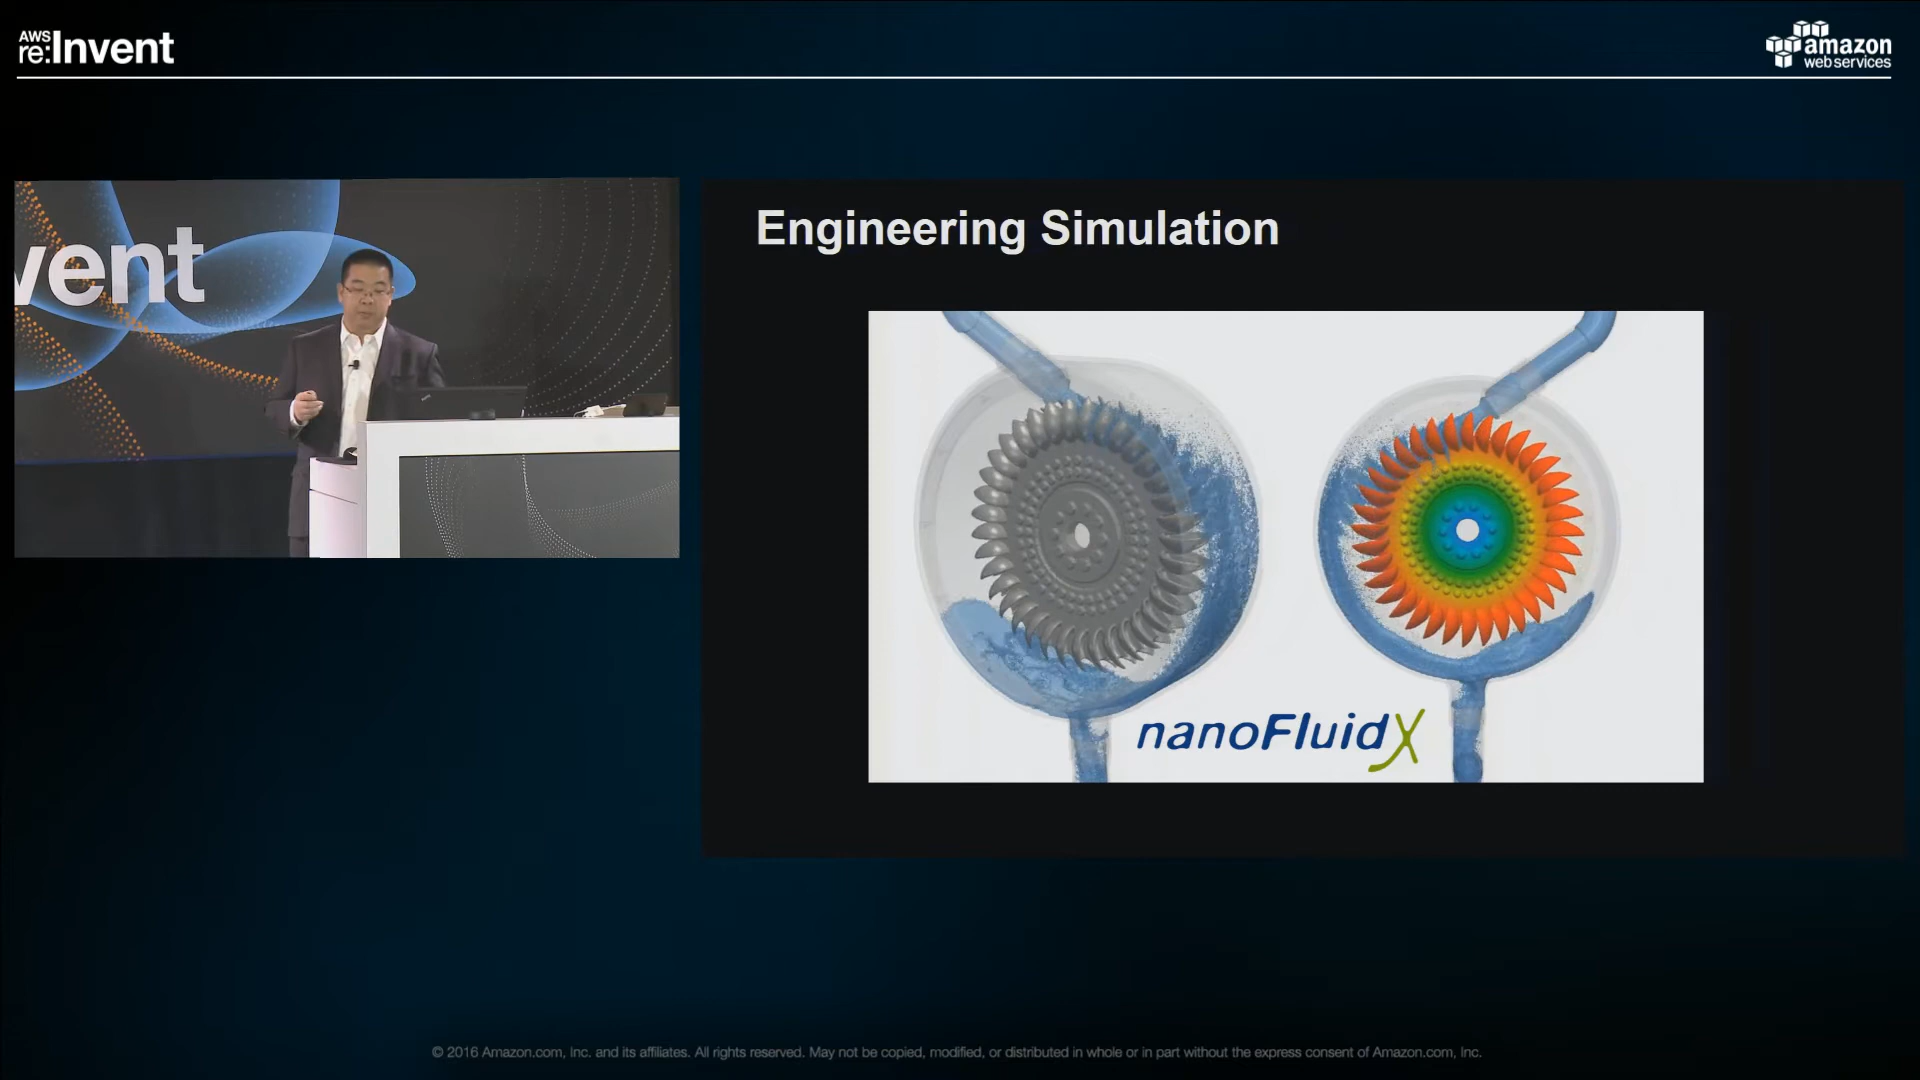 AWS
re:Invent
amazon
web services
vent
Engineering Simulation
nanoFluidX
© 2016 Amazon.com, Inc. and its affiliates. All rights reserved. May not be copied, modified, or distributed in whole or in part without the express consent of Amazon.com, Inc.